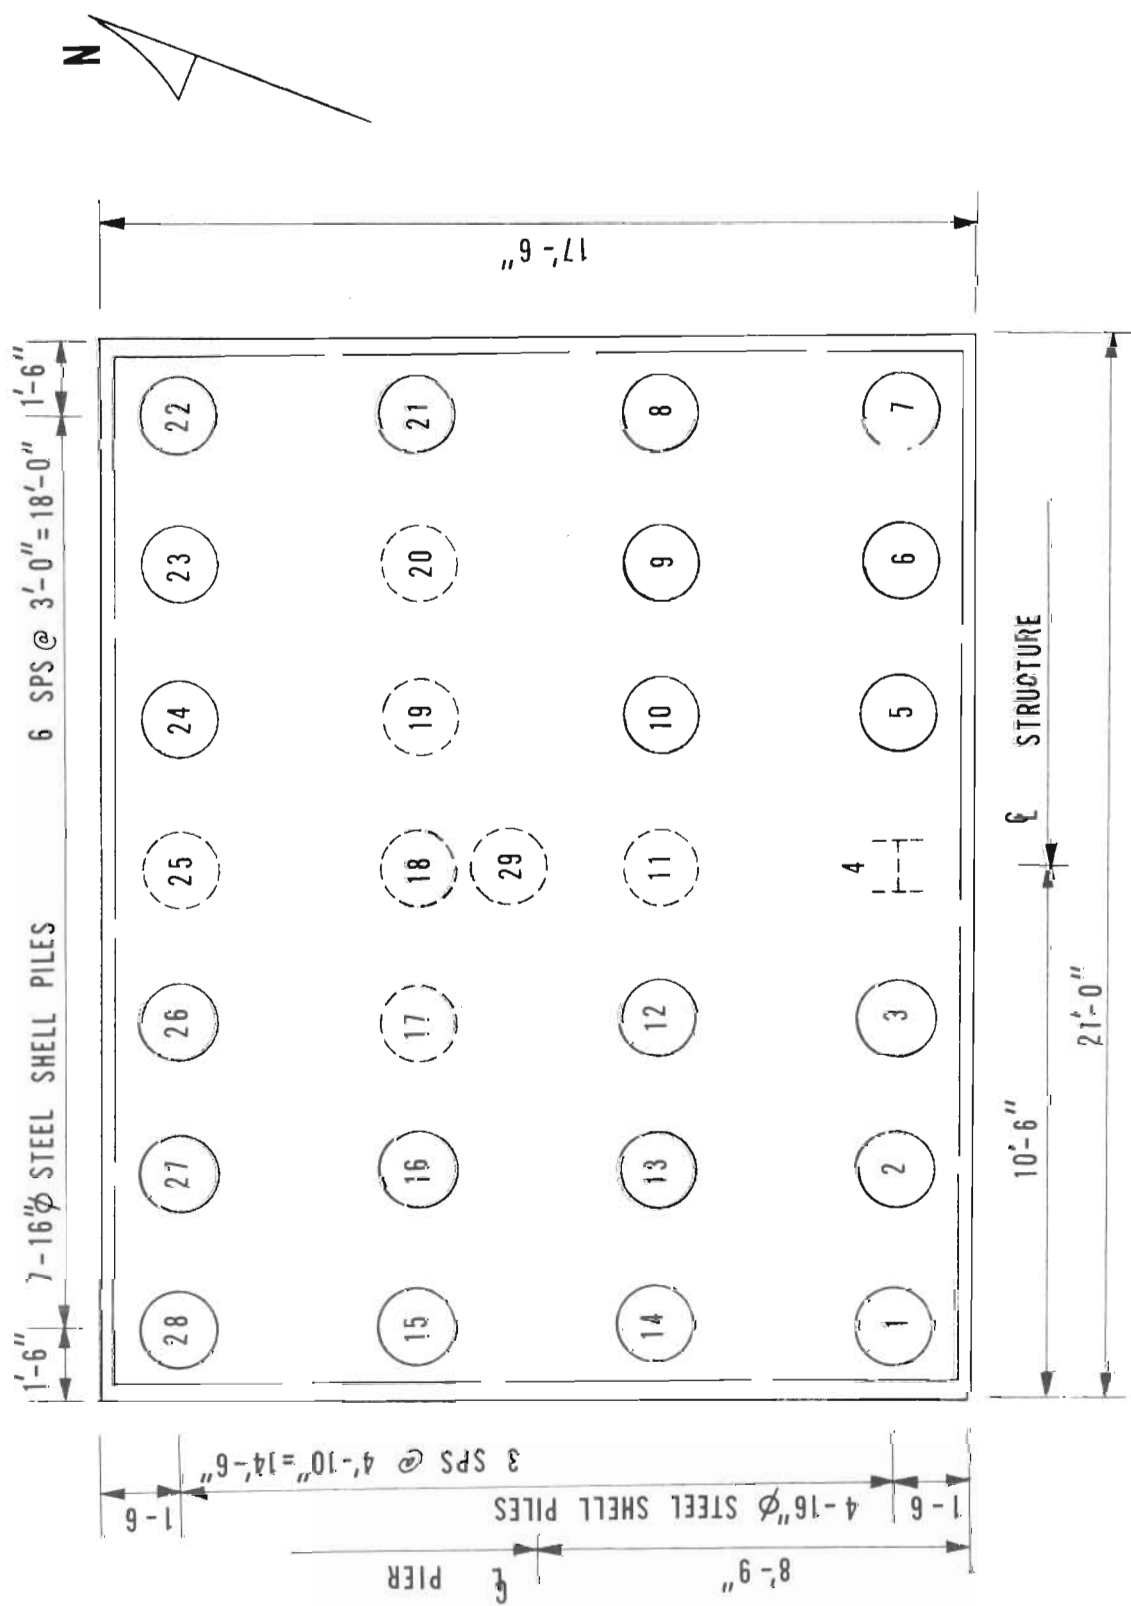 N
1'-6"
7-16"∅ STEEL SHELL PILES
6 SPS @ 3'-0"=18'-0"
1'-6"
28 27 26 25 24 23 22
15 16 17 18 19 20 21
29
14 13 12 11 10 9 8
1 2 3 4 5 6 7
17'-6"
1-6
3 SPS @ 4'-10"=14'-6"
4-16"∅ STEEL SHELL PILES
1-6
℄ PIER
8'-9"
10'-6"
℄ STRUCTURE
21'-0"